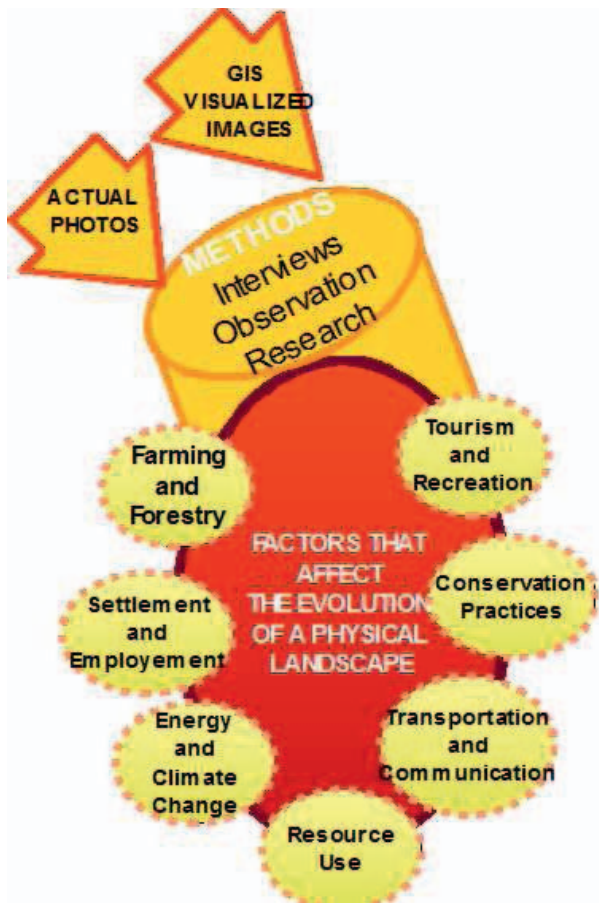 GIS
VISUALIZED
IMAGES
ACTUAL
PHOTOS
METHODS
Interviews
Observation
Research
Farming
and
Forestry
Tourism
and
Recreation
FACTORS THAT
AFFECT
THE EVOLUTION
OF A PHYSICAL
LANDSCAPE
Settlement
and
Employement
Conservation
Practices
Energy
and
Climate
Change
Transportation
and
Communication
Resource
Use